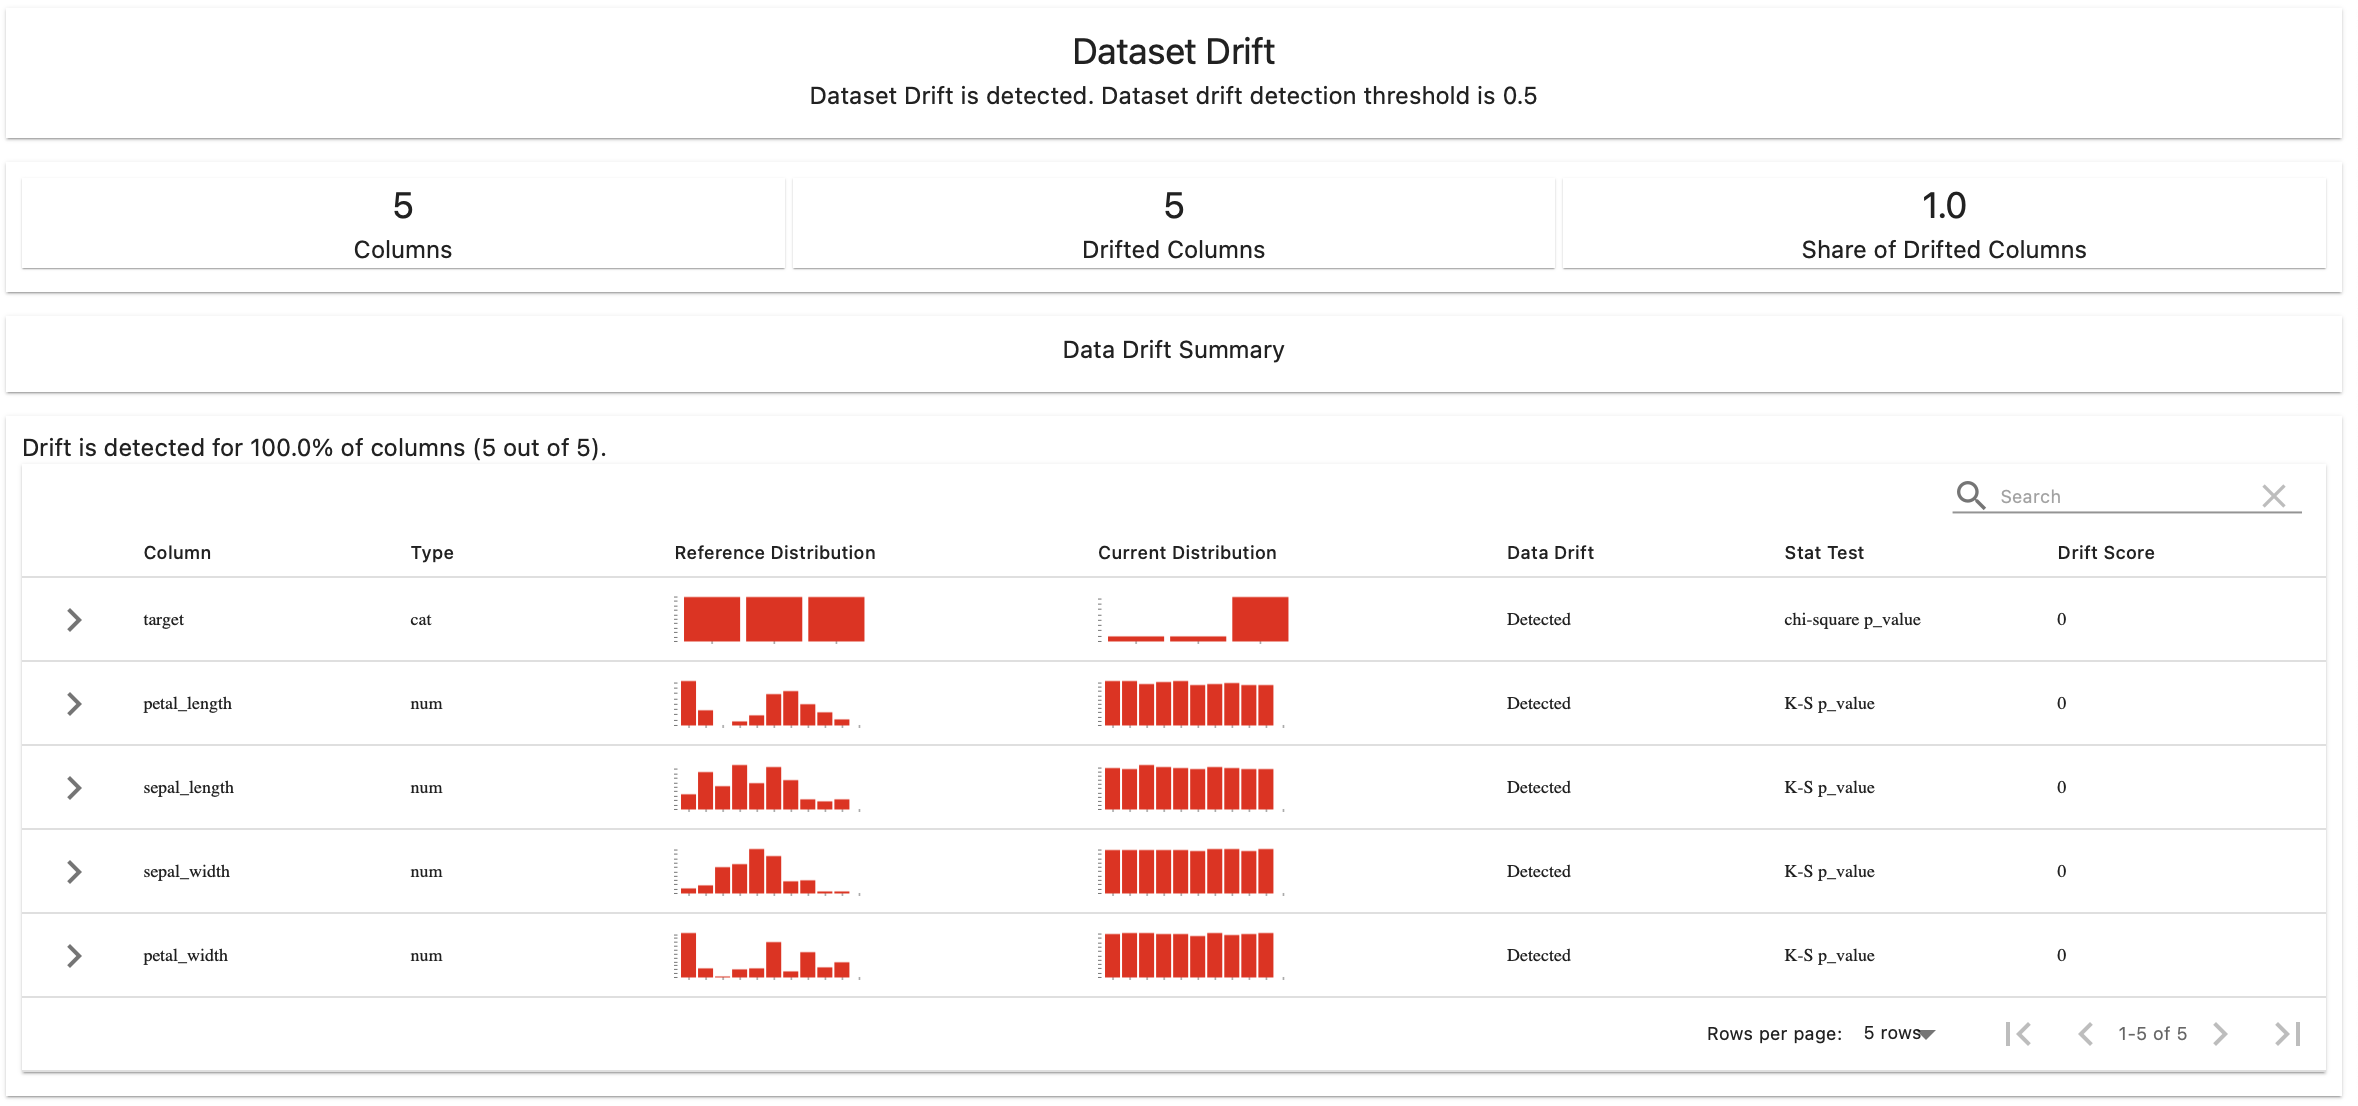 Dataset Drift
Dataset Drift is detected. Dataset drift detection threshold is 0.5
5 5 1.0
Columns Drifted Columns Share of Drifted Columns
Data Drift Summary
Drift is detected for 100.0% of columns (5 out of 5).
Search
Column Type Reference Distribution Current Distribution Data Drift Stat Test Drift Score
target cat Detected chi-square p_value 0
petal_length num Detected K-S p_value 0
sepal_length num Detected K-S p_value 0
sepal_width num Detected K-S p_value 0
petal_width num Detected K-S p_value 0
Rows per page: 5 rows 1-5 of 5